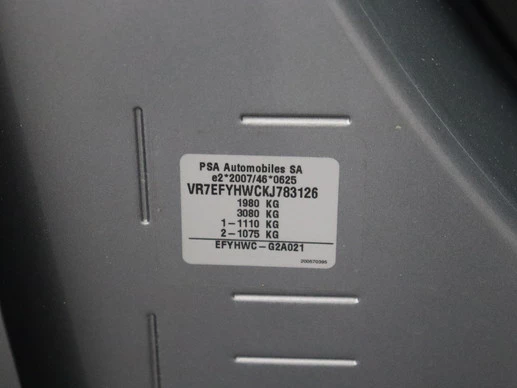 PSA Automobiles SA
e2*2007/46*0625
VR7EFYHWCKJ783126
1980 KG
3080 KG
1-1110 KG
2-1075 KG
EFYHWC-G2A021